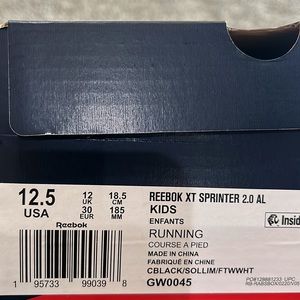 12.5
USA
12
UK
18.5
CM
30
EUR
185
MM
Reebok
REEBOK XT SPRINTER 2.0 AL
KIDS
ENFANTS
RUNNING
COURSE A PIED
MADE IN CHINA
FABRIQUÉ EN CHINE
CBLACK/SOLLIM/FTWWHT
GW0045
Insid
1 95733 99039 8